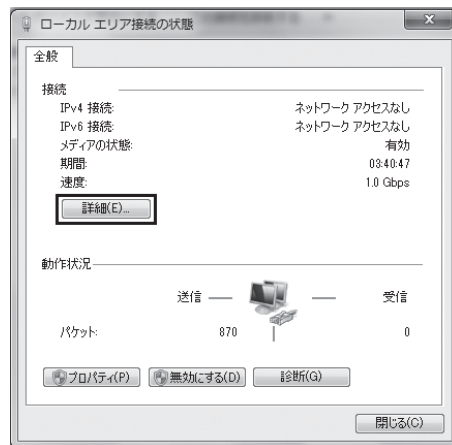 ローカル エリア接続の状態
全般
接続
IPv4 接続: ネットワーク アクセスなし
IPv6 接続: ネットワーク アクセスなし
メディアの状態: 有効
期間: 03:40:47
速度: 1.0 Gbps
詳細(E)...
動作状況
送信 受信
パケット: 870 0
プロパティ(P) 無効にする(D) 診断(G)
閉じる(C)